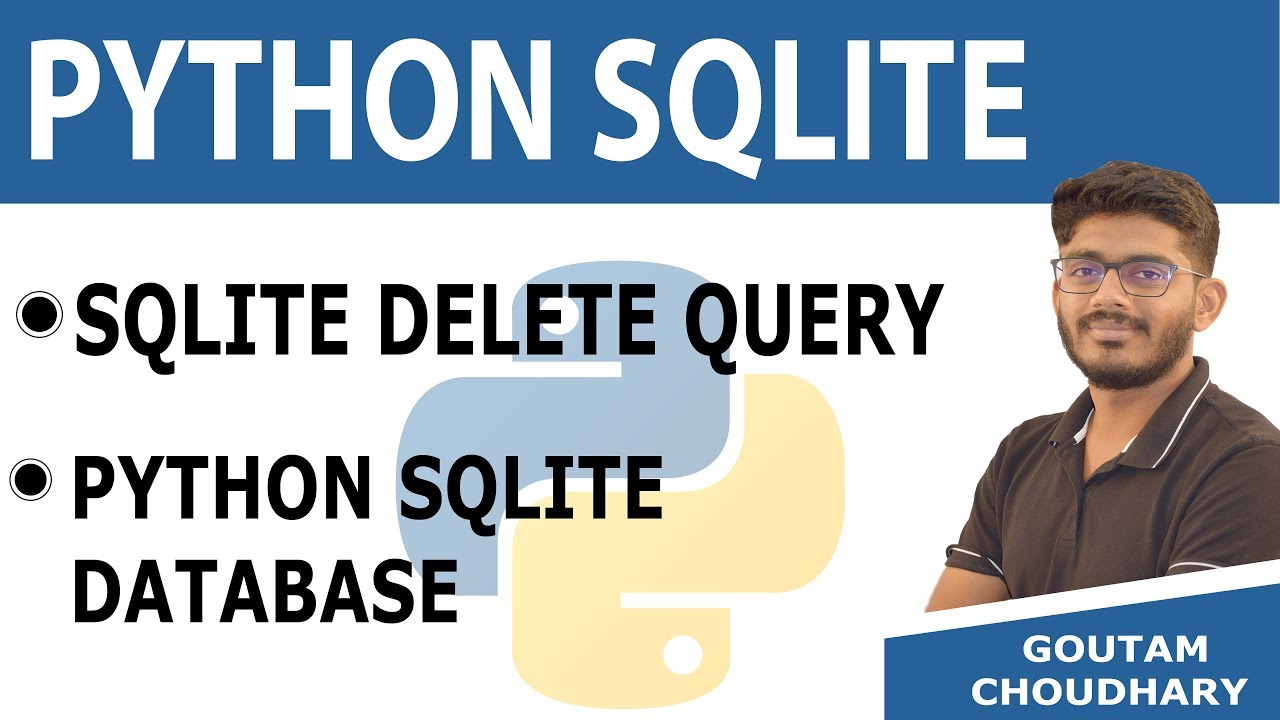 PYTHON SQLITE
SQLITE DELETE QUERY
PYTHON SQLITE
DATABASE
GOUTAM
CHOUDHARY